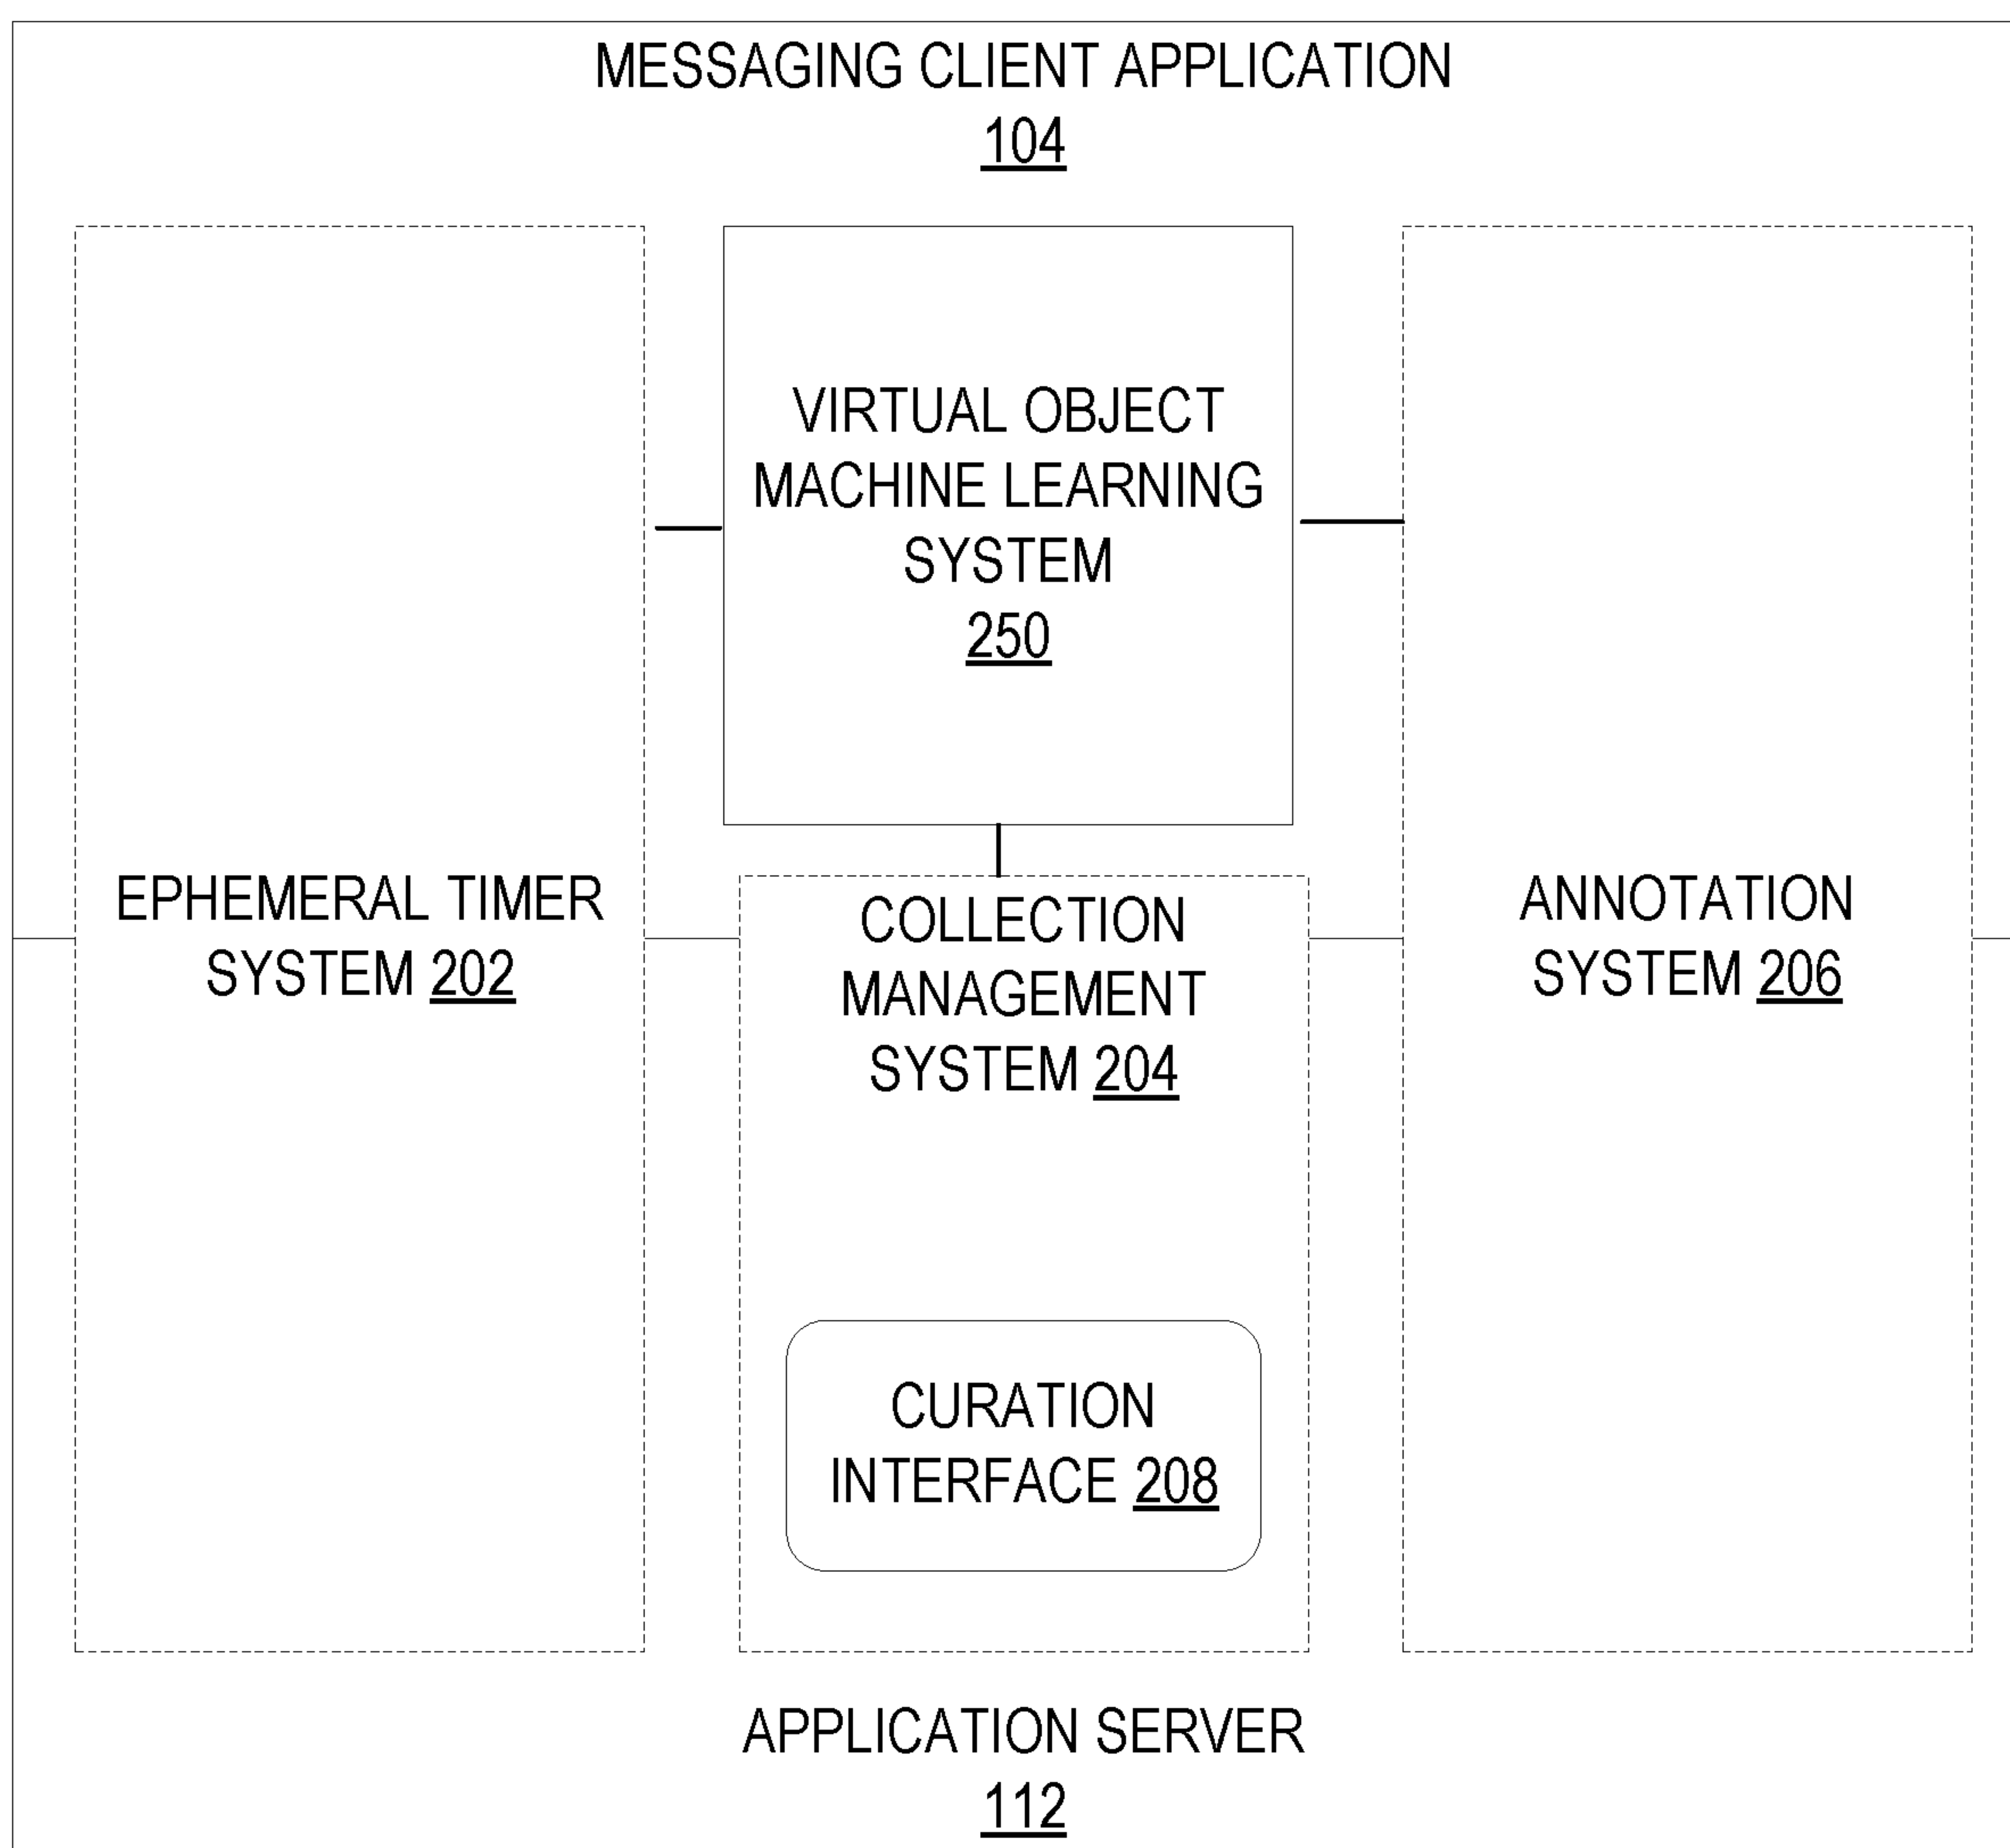 MESSAGING CLIENT APPLICATION
104
VIRTUAL OBJECT
MACHINE LEARNING
SYSTEM
250
EPHEMERAL TIMER
SYSTEM 202
COLLECTION
MANAGEMENT
SYSTEM 204
ANNOTATION
SYSTEM 206
CURATION
INTERFACE 208
APPLICATION SERVER
112